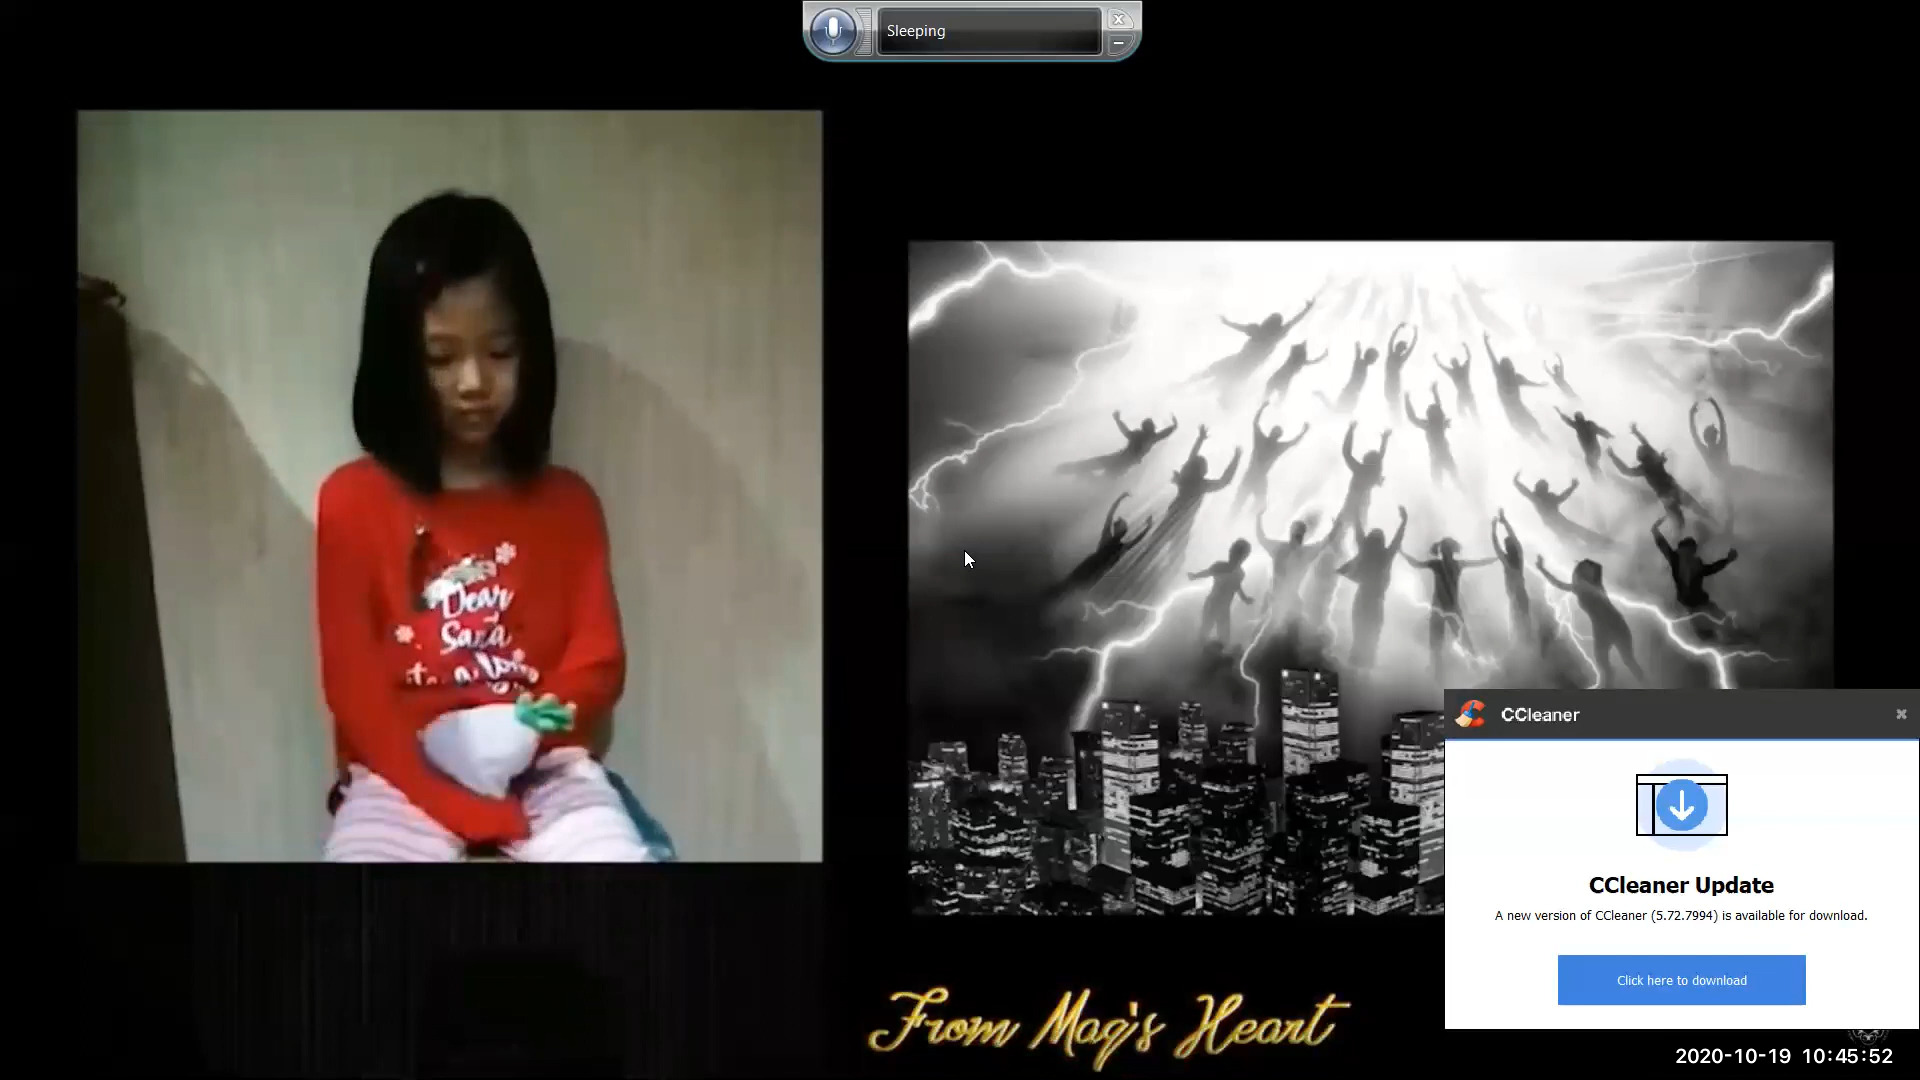 Sleeping
Dear
CCleaner
CCleaner Update
A new version of CCleaner (5.72.7994) is available for download.
Click here to download
From Mag's Heart
2020-10-19 10:45:52